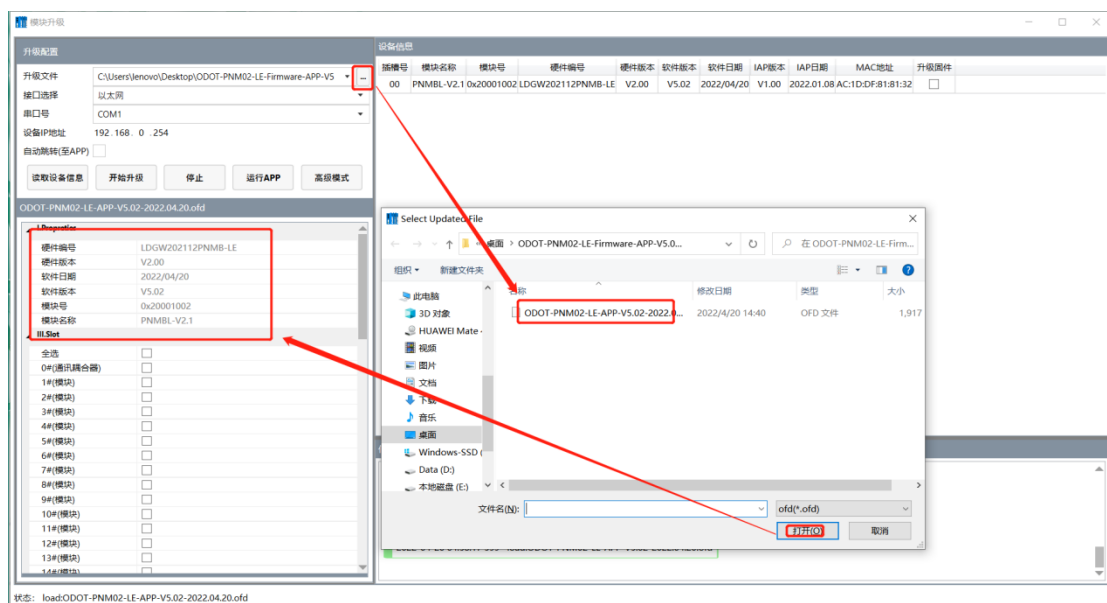 模块升级
升级配置
升级文件 C:\Users\lenovo\Desktop\ODOT-PNM02-LE-Firmware-APP-V5 ...
接口选择 以太网
串口号 COM1
设备IP地址 192.168. 0 .254
自动跳转(至APP)
读取设备信息 开始升级 停止 运行APP 高级模式
ODOT-PNM02-LE-APP-V5.02-2022.04.20.ofd
I.Propreties
硬件编号 LDGW202112PNMB-LE
硬件版本 V2.00
软件日期 2022/04/20
软件版本 V5.02
模块号 0x20001002
模块名称 PNMBL-V2.1
III.Slot
全选
0#(通讯耦合器)
1#(模块)
2#(模块)
3#(模块)
4#(模块)
5#(模块)
6#(模块)
7#(模块)
8#(模块)
9#(模块)
10#(模块)
11#(模块)
12#(模块)
13#(模块)
14#(模块)
设备信息
插槽号 模块名称 模块号 硬件编号 硬件版本 软件版本 软件日期 IAP版本 IAP日期 MAC地址 升级固件
00 PNMBL-V2.1 0x20001002 LDGW202112PNMB-LE V2.00 V5.02 2022/04/20 V1.00 2022.01.08 AC:1D:DF:81:81:32
Select Updated File
« 桌面 > ODOT-PNM02-LE-Firmware-APP-V5.0... 在 ODOT-PNM02-LE-Firm...
组织 新建文件夹
名称 修改日期 类型 大小
ODOT-PNM02-LE-APP-V5.02-2022.0... 2022/4/20 14:40 OFD 文件 1,917
此电脑
3D 对象
HUAWEI Mate
视频
图片
文档
下载
音乐
桌面
Windows-SSD (
Data (D:)
本地磁盘 (E:)
文件名(N): ofd(*.ofd)
打开(O) 取消
状态: load:ODOT-PNM02-LE-APP-V5.02-2022.04.20.ofd